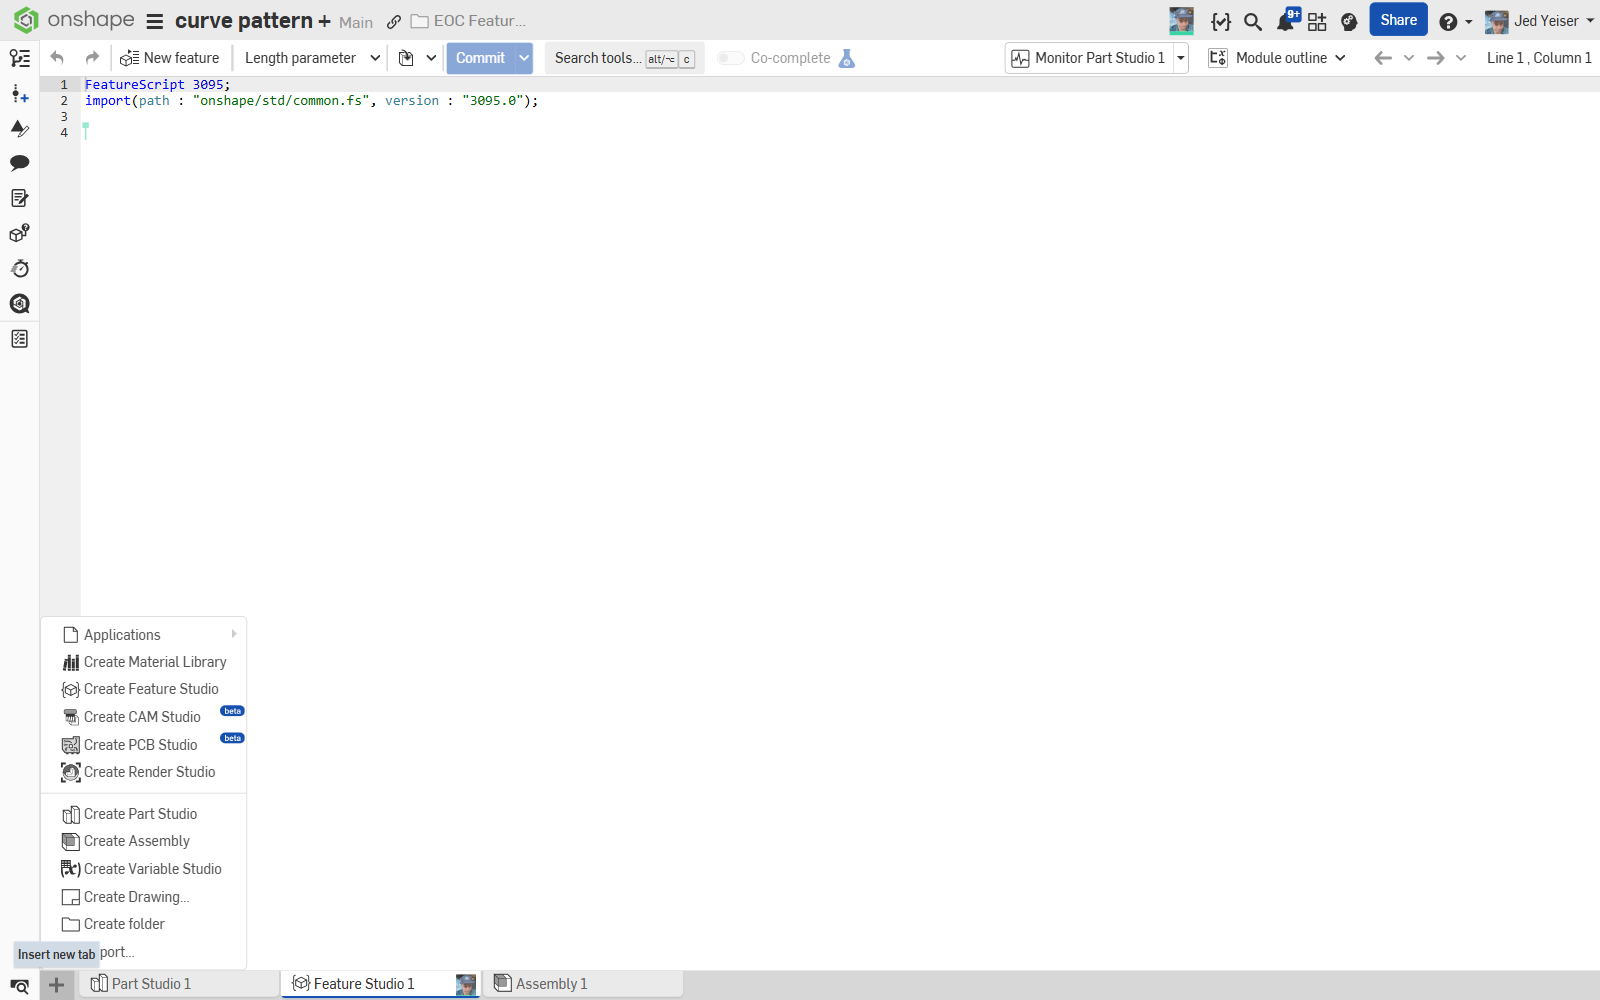 onshape
curve pattern + Main EOC Featur...
9+
Share
Jed Yeiser
New feature
Length parameter
Commit
Search tools... alt/⌥ c
Co-complete
Monitor Part Studio 1
Module outline
Line 1 , Column 1
1 FeatureScript 3095;
2 import(path : "onshape/std/common.fs", version : "3095.0");
3
4
Applications
Create Material Library
Create Feature Studio
Create CAM Studio beta
Create PCB Studio beta
Create Render Studio
Create Part Studio
Create Assembly
Create Variable Studio
Create Drawing...
Create folder
port...
Insert new tab
Part Studio 1
Feature Studio 1
Assembly 1